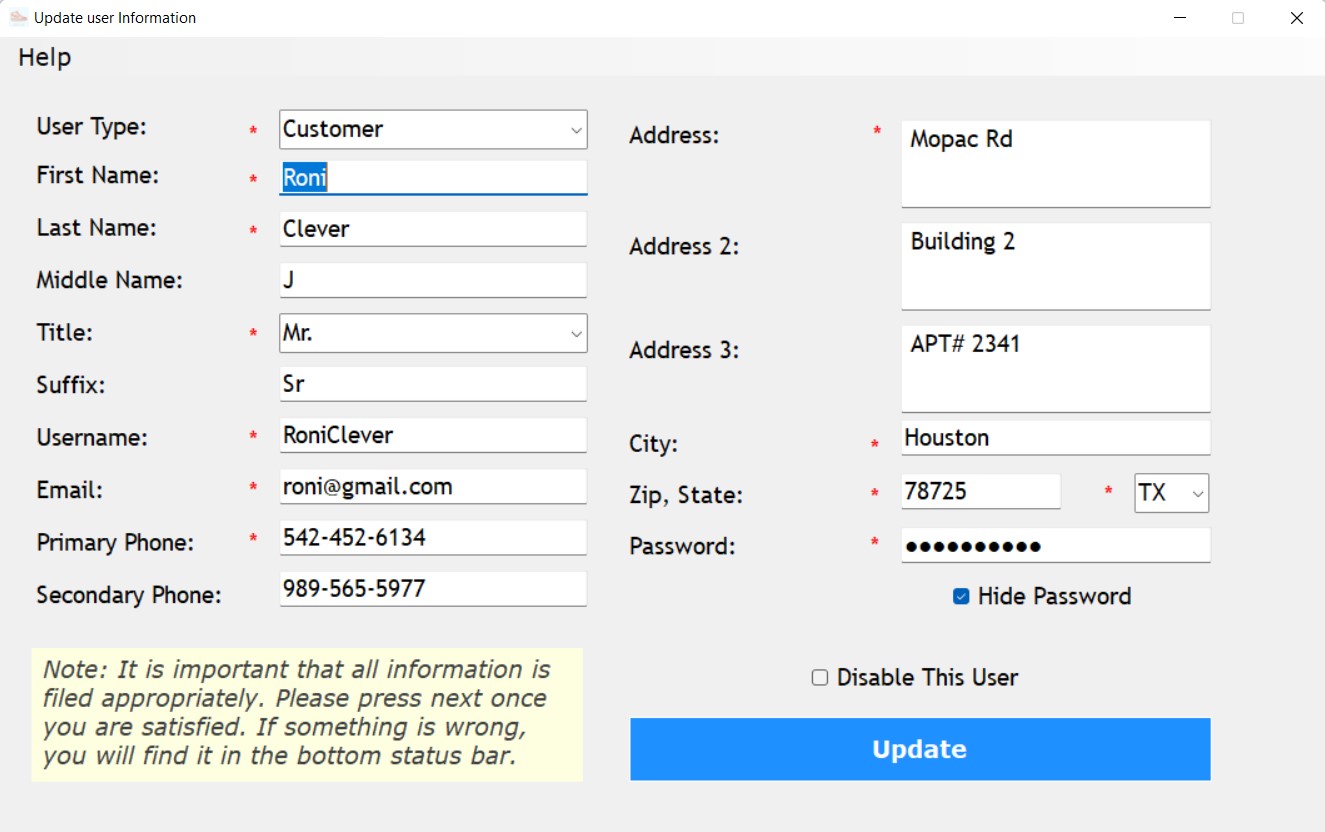 Update user Information
Help
User Type: * Customer
First Name: * Roni
Last Name: * Clever
Middle Name: J
Title: * Mr.
Suffix: Sr
Username: * RoniClever
Email: * roni@gmail.com
Primary Phone: * 542-452-6134
Secondary Phone: 989-565-5977
Note: It is important that all information is
filed appropriately. Please press next once
you are satisfied. If something is wrong,
you will find it in the bottom status bar.
Address: * Mopac Rd
Address 2: Building 2
Address 3: APT# 2341
City: * Houston
Zip, State: * 78725 * TX
Password: * ●●●●●●●●●●
Hide Password
Disable This User
Update